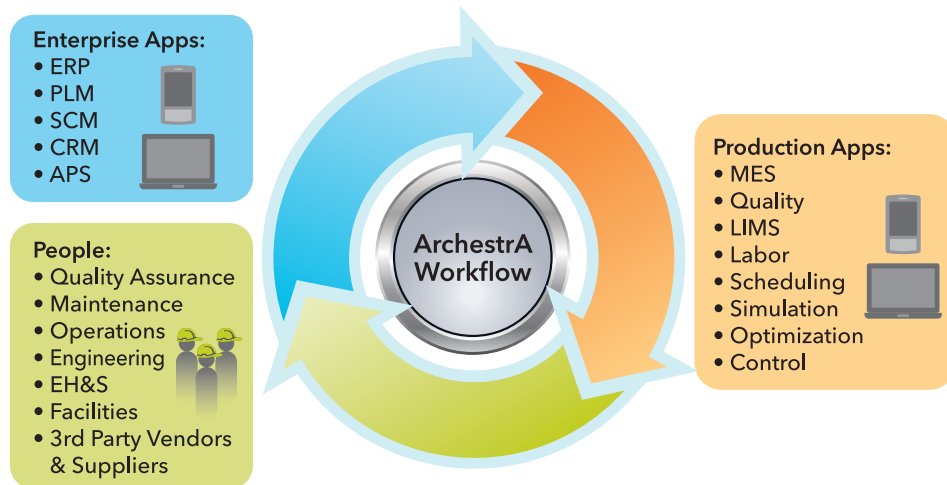 Enterprise Apps:
• ERP
• PLM
• SCM
• CRM
• APS
People:
• Quality Assurance
• Maintenance
• Operations
• Engineering
• EH&S
• Facilities
• 3rd Party Vendors
& Suppliers
ArchestrA
Workflow
Production Apps:
• MES
• Quality
• LIMS
• Labor
• Scheduling
• Simulation
• Optimization
• Control